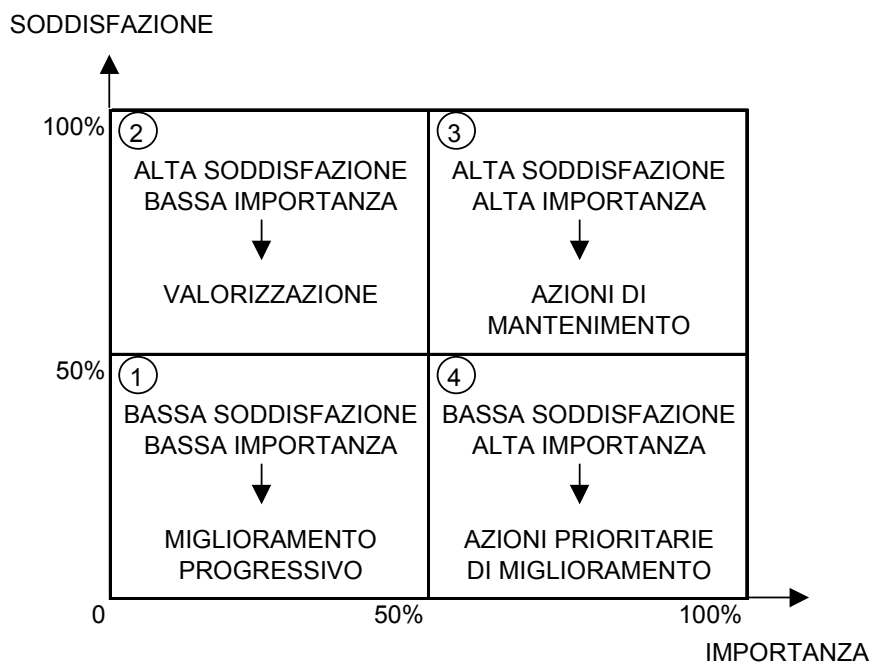 SODDISFAZIONE
100%
2
ALTA SODDISFAZIONE
BASSA IMPORTANZA
VALORIZZAZIONE
3
ALTA SODDISFAZIONE
ALTA IMPORTANZA
AZIONI DI
MANTENIMENTO
50%
1
BASSA SODDISFAZIONE
BASSA IMPORTANZA
MIGLIORAMENTO
PROGRESSIVO
4
BASSA SODDISFAZIONE
ALTA IMPORTANZA
AZIONI PRIORITARIE
DI MIGLIORAMENTO
0
50%
100%
IMPORTANZA